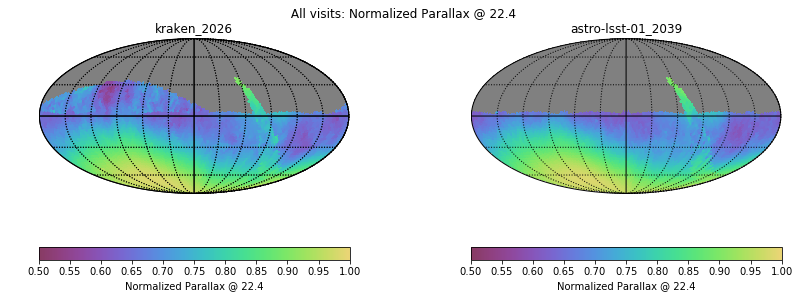 All visits: Normalized Parallax @ 22.4
kraken_2026
astro-lsst-01_2039
0.50 0.55 0.60 0.65 0.70 0.75 0.80 0.85 0.90 0.95 1.00
0.50 0.55 0.60 0.65 0.70 0.75 0.80 0.85 0.90 0.95 1.00
Normalized Parallax @ 22.4
Normalized Parallax @ 22.4